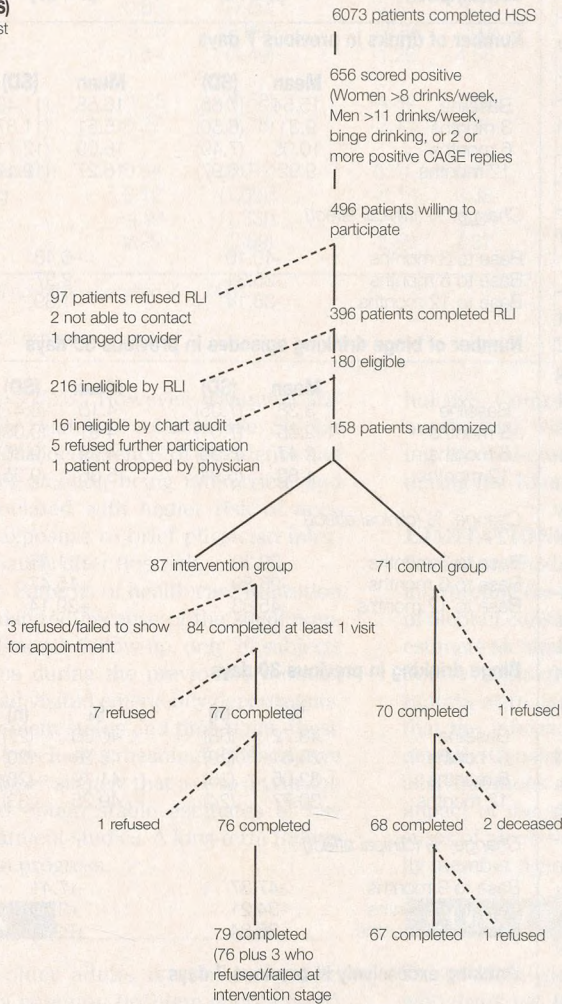 S)
st
6073 patients completed HSS
656 scored positive
(Women >8 drinks/week,
Men >11 drinks/week,
binge drinking, or 2 or
more positive CAGE replies
496 patients willing to
participate
97 patients refused RLI
2 not able to contact
1 changed provider
396 patients completed RLI
180 eligible
216 ineligible by RLI
16 ineligible by chart audit
5 refused further participation
1 patient dropped by physician
158 patients randomized
87 intervention group
71 control group
3 refused/failed to show
for appointment
84 completed at least 1 visit
7 refused
77 completed
70 completed
1 refused
1 refused
76 completed
68 completed
2 deceased
79 completed
(76 plus 3 who
refused/failed at
intervention stage
67 completed
1 refused